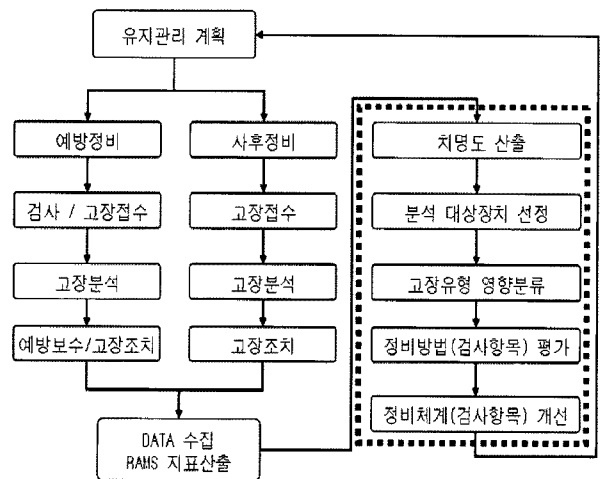 유지관리 계획
예방정비
사후정비
치명도 산출
검사 / 고장접수
고장접수
분석 대상장치 선정
고장분석
고장분석
고장유형 영향분류
예방보수/고장조치
고장조치
정비방법(검사항목) 평가
정비체계(검사항목) 개선
DATA 수집
RAMS 지표산출